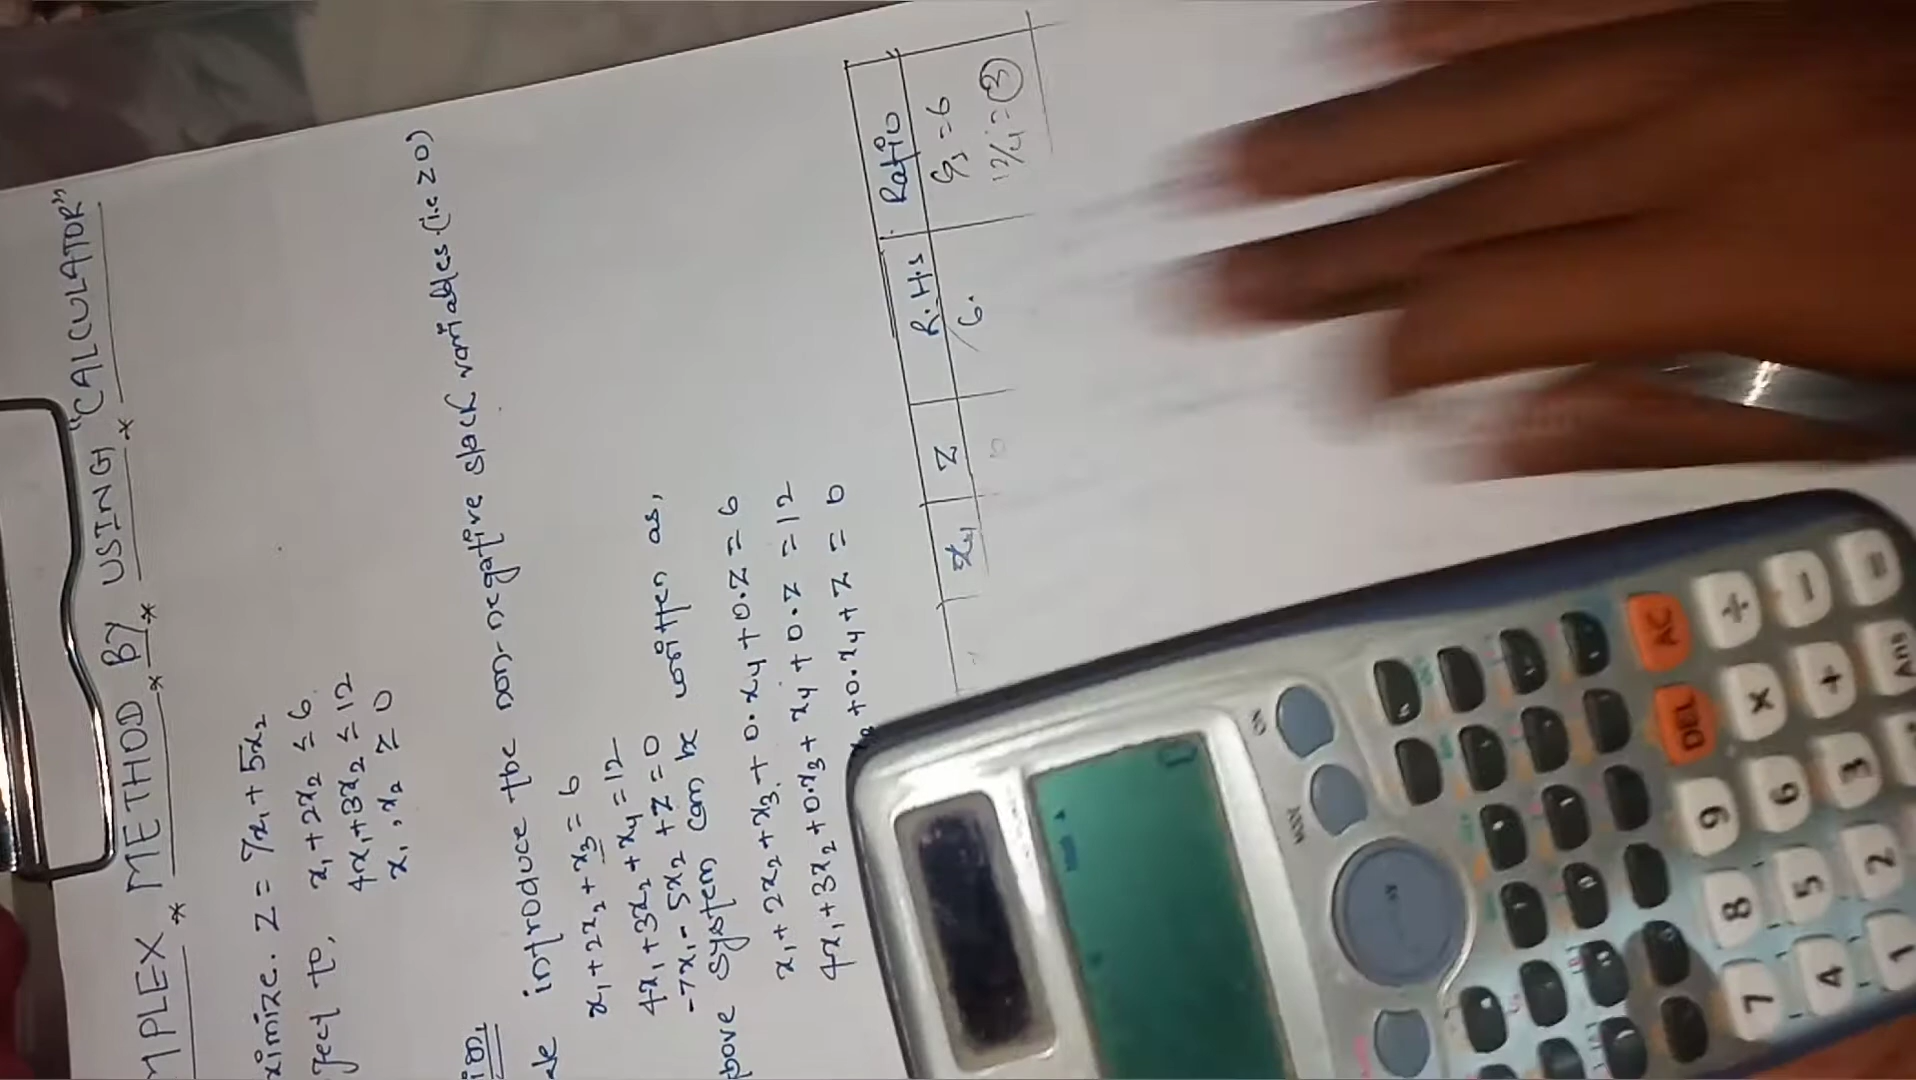 MPLEX METHOD BY USING "CALCULATOR"
ximize. Z = 7x₁ + 5x₂
ject to, x₁ + 2x₂ ≤ 6
4x₁ + 3x₂ ≤ 12
x₁, x₂ ≥ 0
ion,
introduce the non-negative slack variables. (i.e ≥ 0)
x₁ + 2x₂ + x₃ = 6
4x₁ + 3x₂ + x₄ = 12
-7x₁ - 5x₂ + Z = 0
above system can be written as,
x₁ + 2x₂ + x₃ + 0.x₄ + 0.Z = 6
4x₁ + 3x₂ + 0.x₃ + x₄ + 0.Z = 12
+ 0.x₄ + Z = 0
x₄ Z R.H.S Ratio
6. = 6
12/4 = 3
ON
MODE
DEL AC
7 8 9
4 5 6 × ÷
1 2 3 + −
Ans =